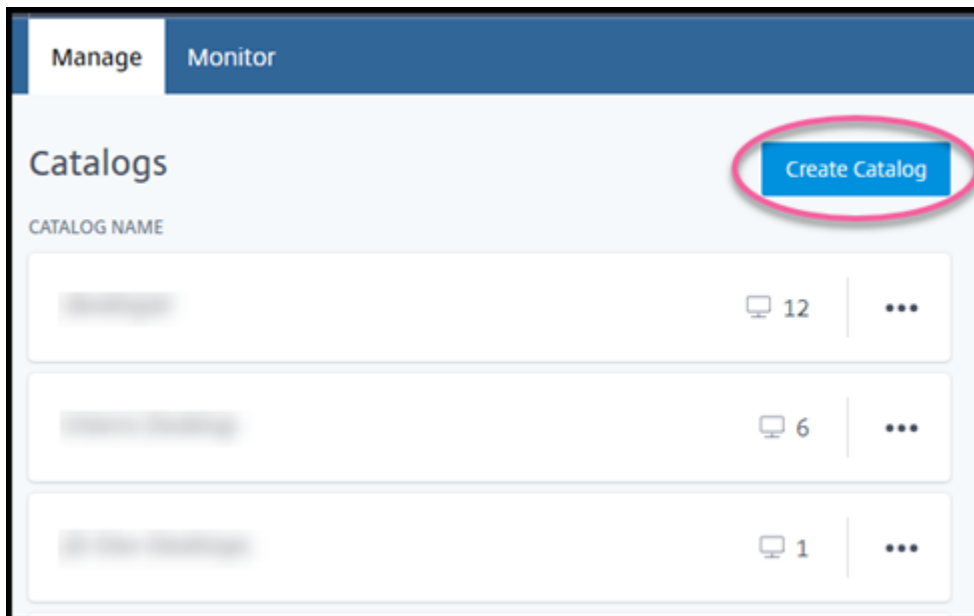 Manage Monitor
Catalogs
Create Catalog
CATALOG NAME
12 •••
6 •••
1 •••